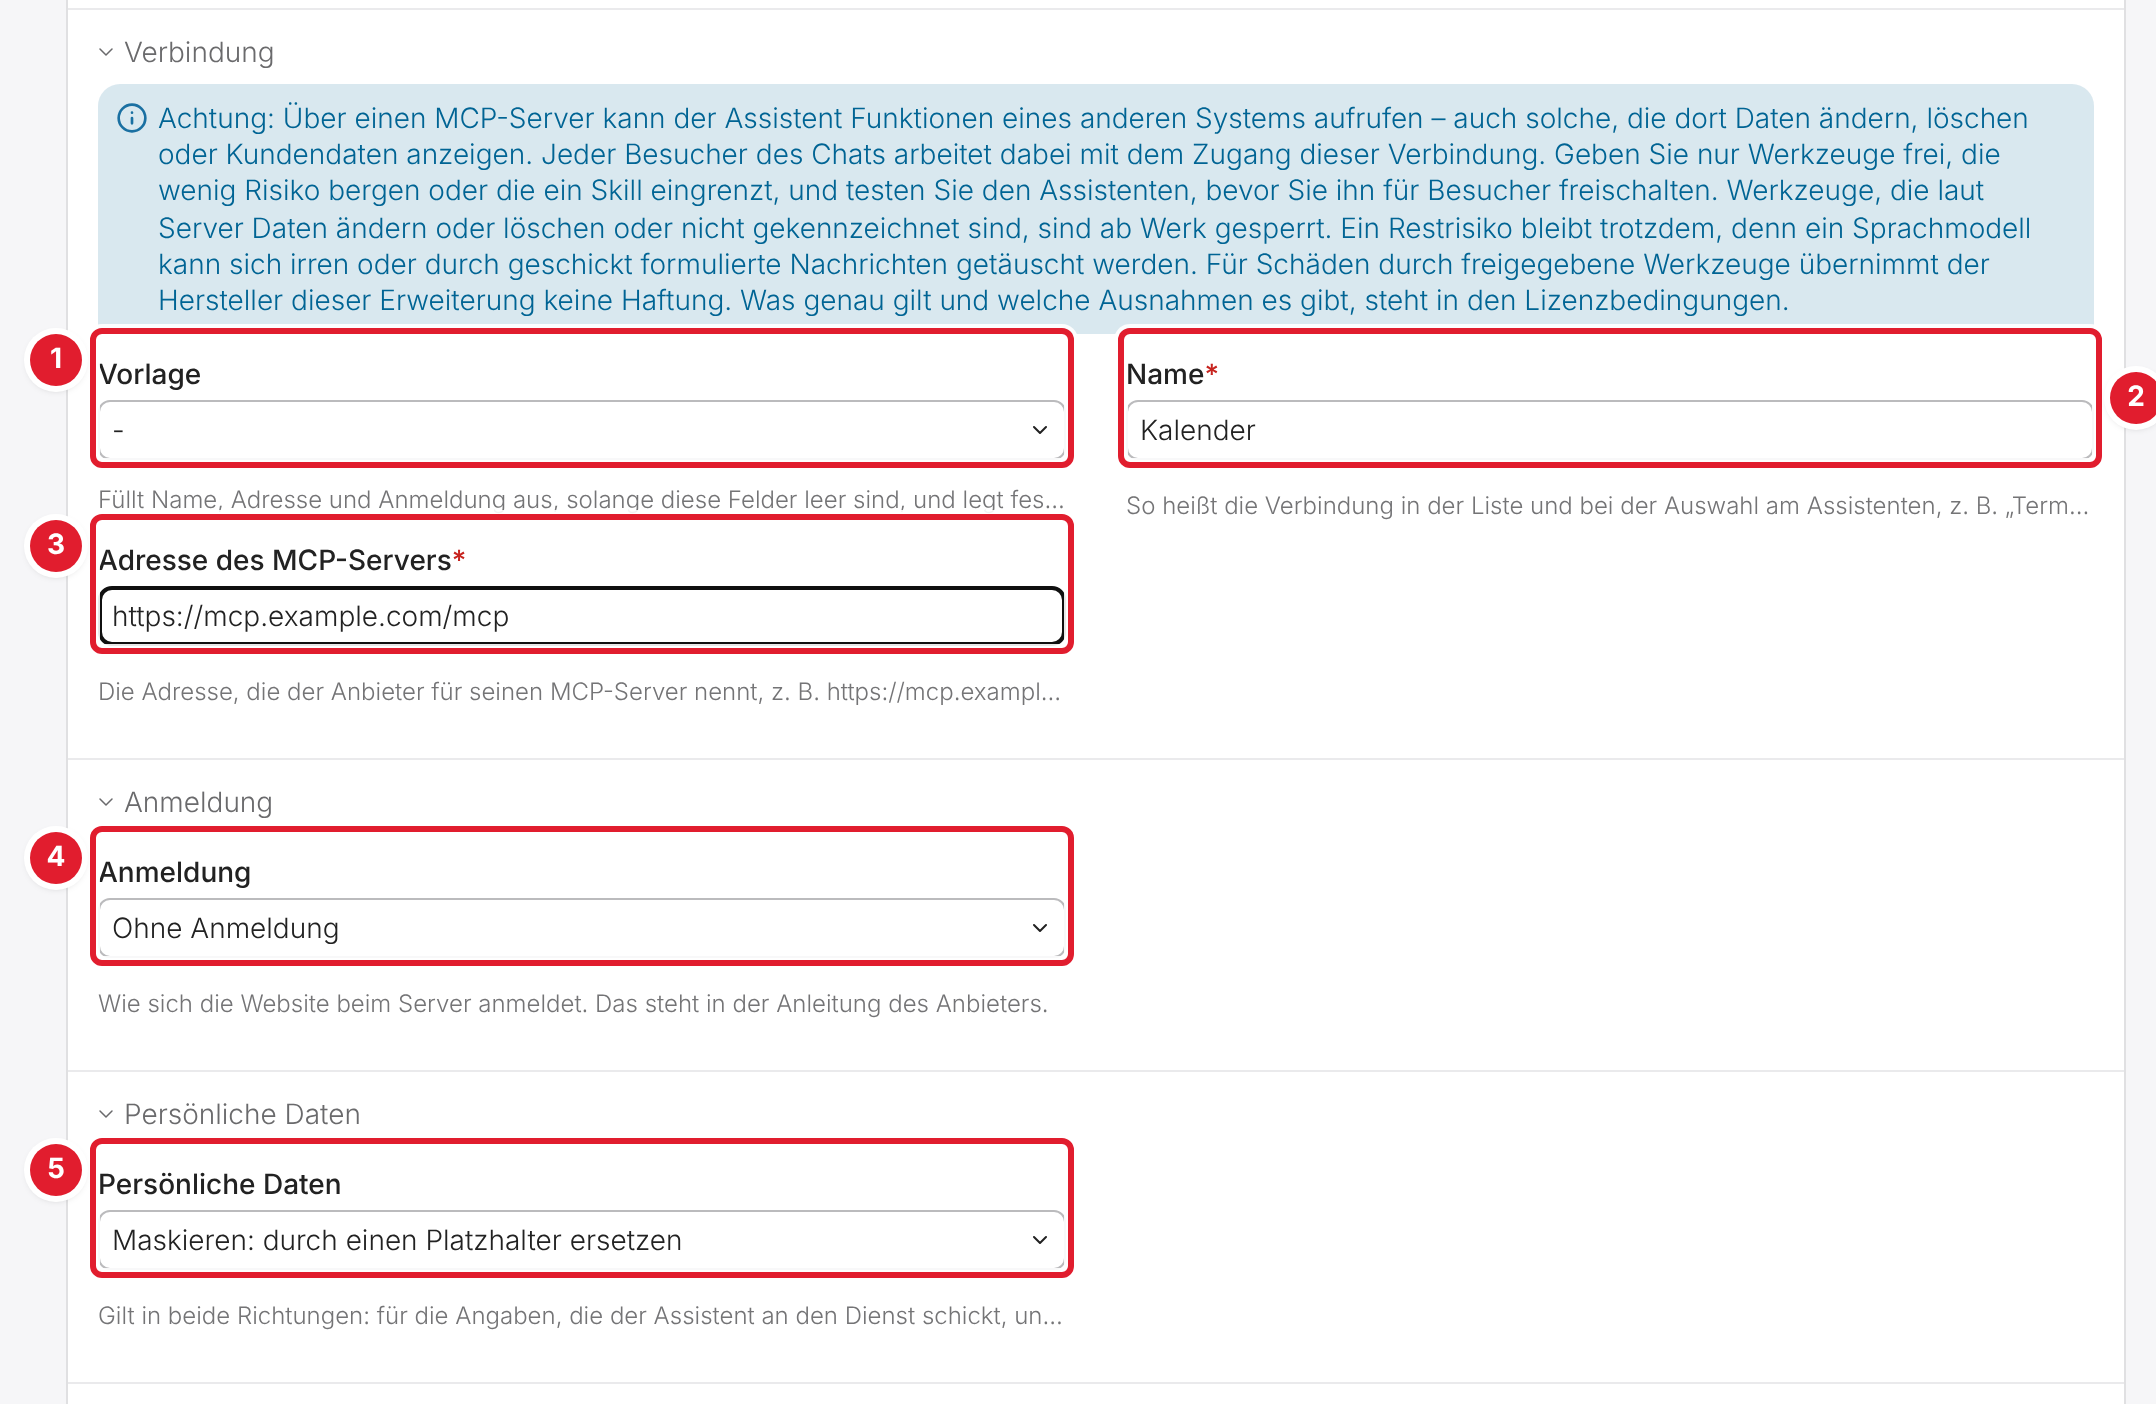 Verbindung
Achtung: Über einen MCP-Server kann der Assistent Funktionen eines anderen Systems aufrufen – auch solche, die dort Daten ändern, löschen
oder Kundendaten anzeigen. Jeder Besucher des Chats arbeitet dabei mit dem Zugang dieser Verbindung. Geben Sie nur Werkzeuge frei, die
wenig Risiko bergen oder die ein Skill eingrenzt, und testen Sie den Assistenten, bevor Sie ihn für Besucher freischalten. Werkzeuge, die laut
Server Daten ändern oder löschen oder nicht gekennzeichnet sind, sind ab Werk gesperrt. Ein Restrisiko bleibt trotzdem, denn ein Sprachmodell
kann sich irren oder durch geschickt formulierte Nachrichten getäuscht werden. Für Schäden durch freigegebene Werkzeuge übernimmt der
Hersteller dieser Erweiterung keine Haftung. Was genau gilt und welche Ausnahmen es gibt, steht in den Lizenzbedingungen.
1
Vorlage
-
Füllt Name, Adresse und Anmeldung aus, solange diese Felder leer sind, und legt fes...
2
Name*
Kalender
So heißt die Verbindung in der Liste und bei der Auswahl am Assistenten, z. B. „Term...
3
Adresse des MCP-Servers*
https://mcp.example.com/mcp
Die Adresse, die der Anbieter für seinen MCP-Server nennt, z. B. https://mcp.exampl...
Anmeldung
4
Anmeldung
Ohne Anmeldung
Wie sich die Website beim Server anmeldet. Das steht in der Anleitung des Anbieters.
Persönliche Daten
5
Persönliche Daten
Maskieren: durch einen Platzhalter ersetzen
Gilt in beide Richtungen: für die Angaben, die der Assistent an den Dienst schickt, un...